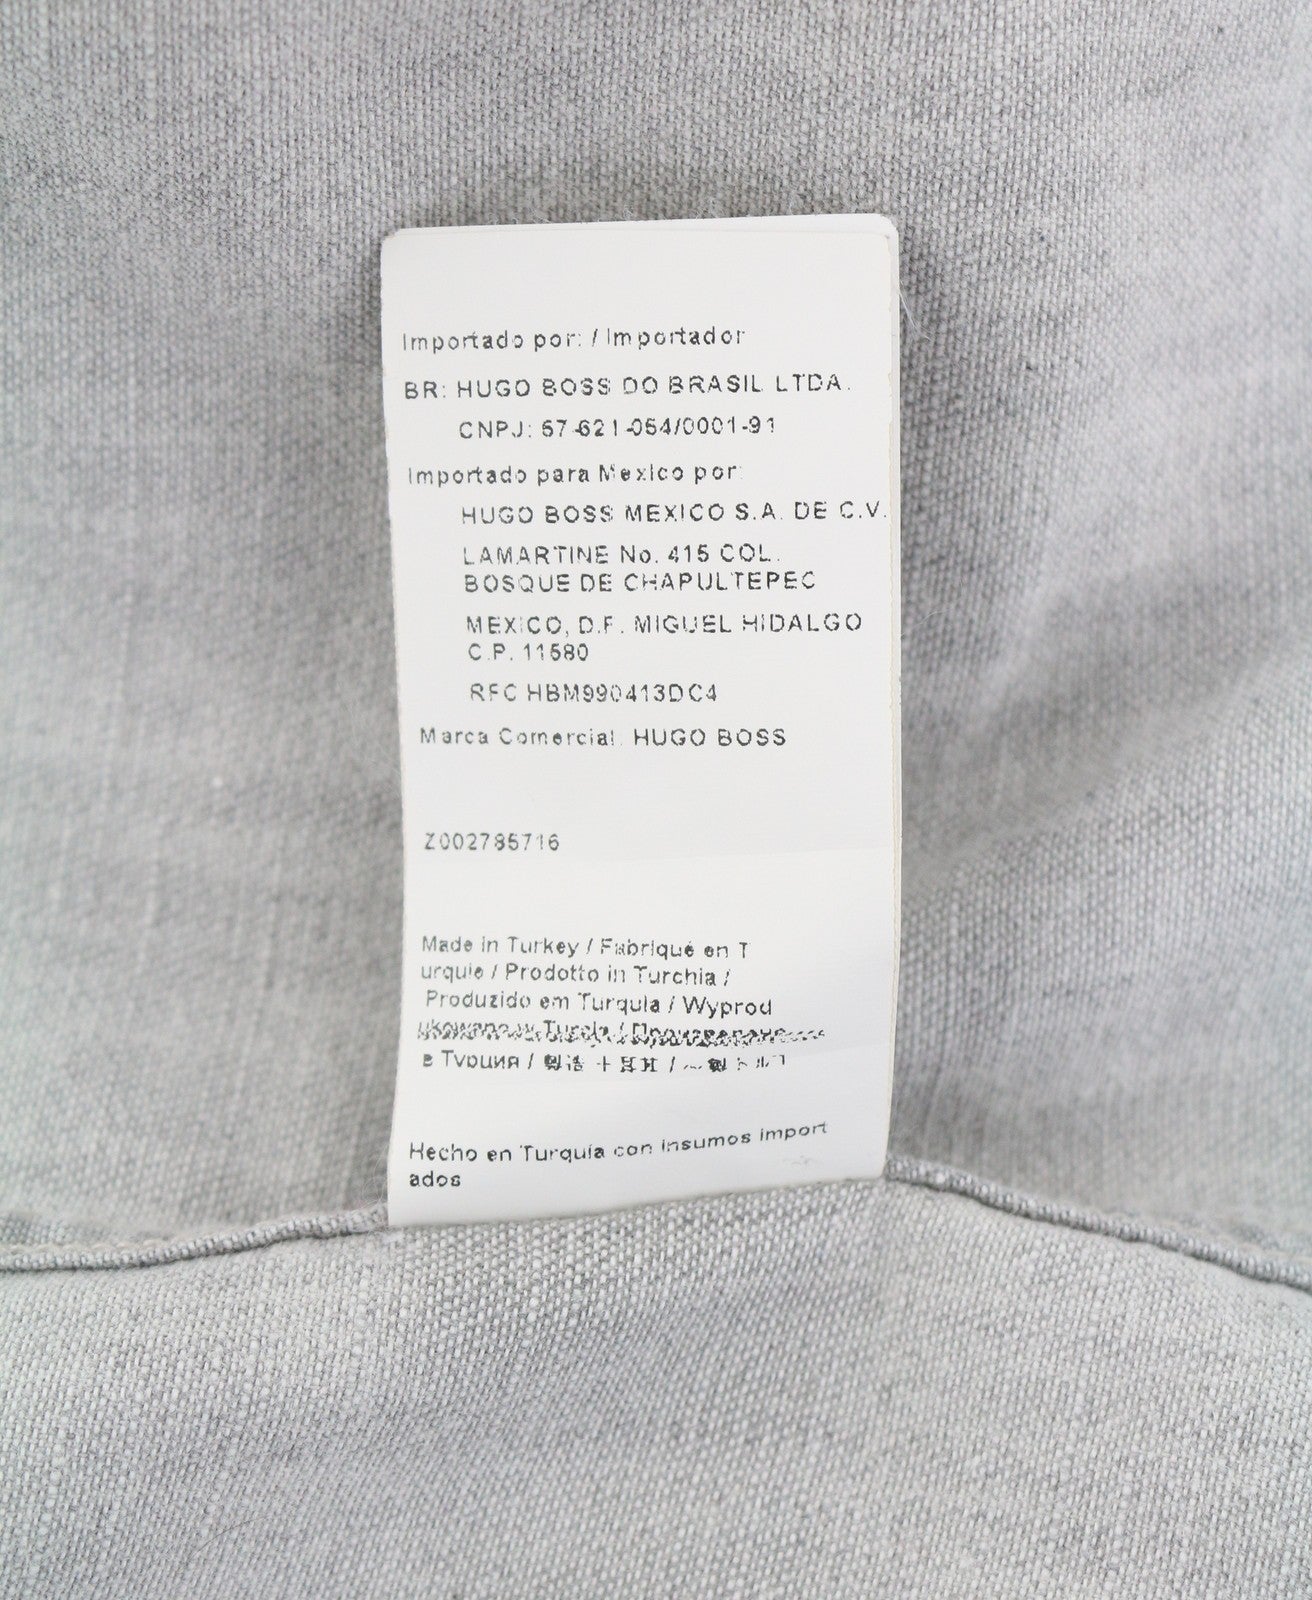 Importado por: / Importador
BR: HUGO BOSS DO BRASIL LTDA.
CNPJ: 57-621-054/0001-91
Importado para Mexico por:
HUGO BOSS MEXICO S.A. DE C.V.
LAMARTINE No. 415 COL.
BOSQUE DE CHAPULTEPEC
MEXICO, D.F. MIGUEL HIDALGO
C.P. 11580
RFC HBM990413DC4
Marca Comercial: HUGO BOSS
Z002785716
Made in Turkey / Fabriqué en T
urquie / Prodotto in Turchia /
Produzido em Turquia / Wyprod
в Турция /
Hecho en Turquía con insumos import
ados